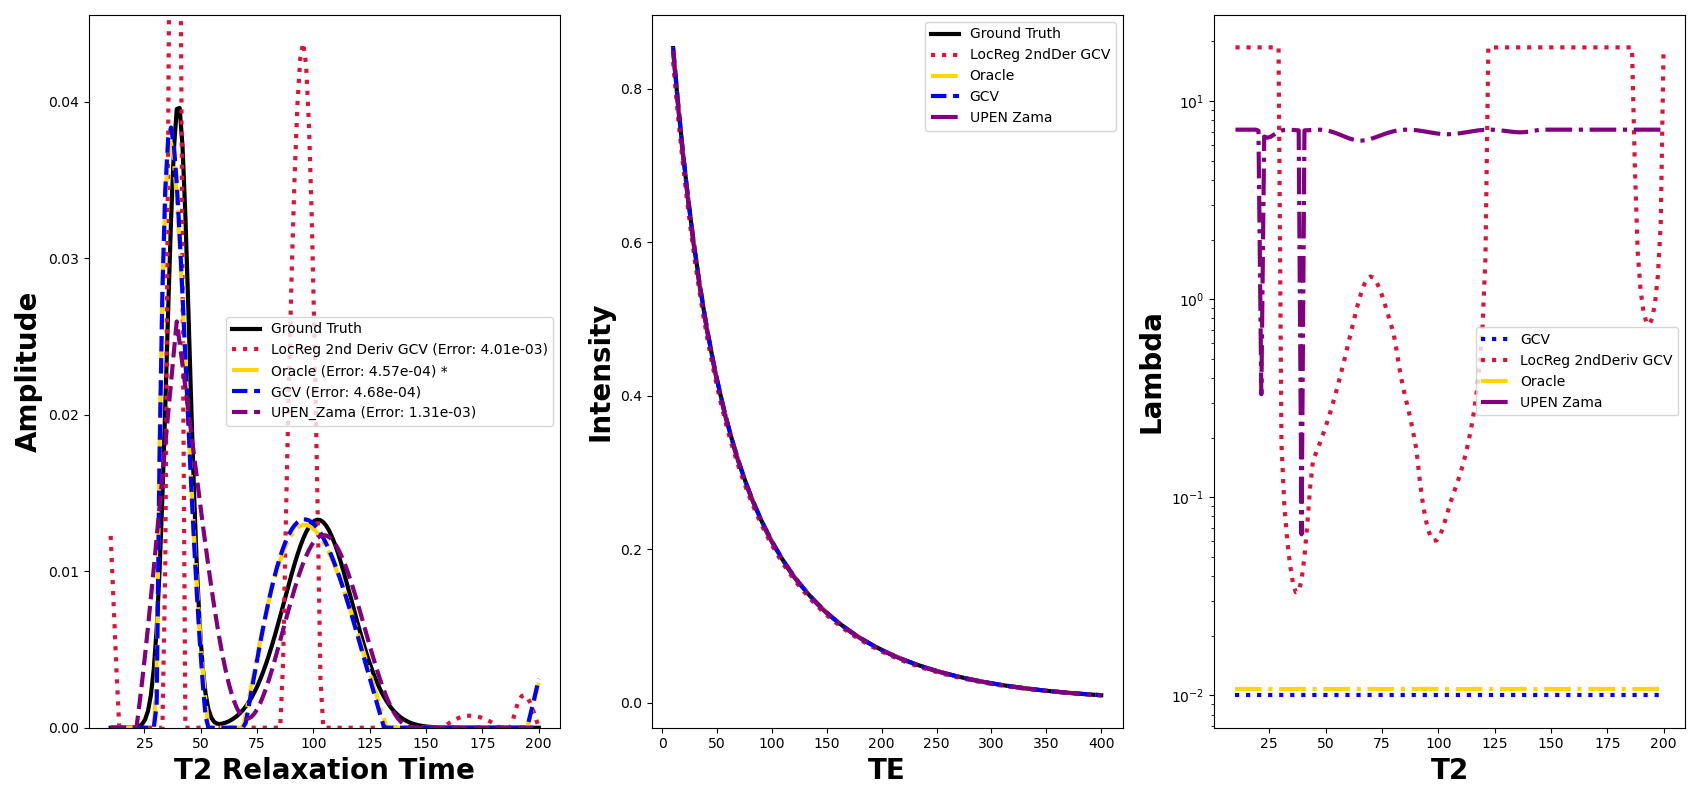 Amplitude
0.04
0.03
0.02
0.01
0.00
Ground Truth
LocReg 2nd Deriv GCV (Error: 4.01e-03)
Oracle (Error: 4.57e-04) *
GCV (Error: 4.68e-04)
UPEN_Zama (Error: 1.31e-03)
25 50 75 100 125 150 175 200
T2 Relaxation Time
Intensity
0.8
0.6
0.4
0.2
0.0
Ground Truth
LocReg 2ndDer GCV
Oracle
GCV
UPEN Zama
0 50 100 150 200 250 300 350 400
TE
Lambda
10¹
10⁰
10⁻¹
10⁻²
GCV
LocReg 2ndDeriv GCV
Oracle
UPEN Zama
25 50 75 100 125 150 175 200
T2